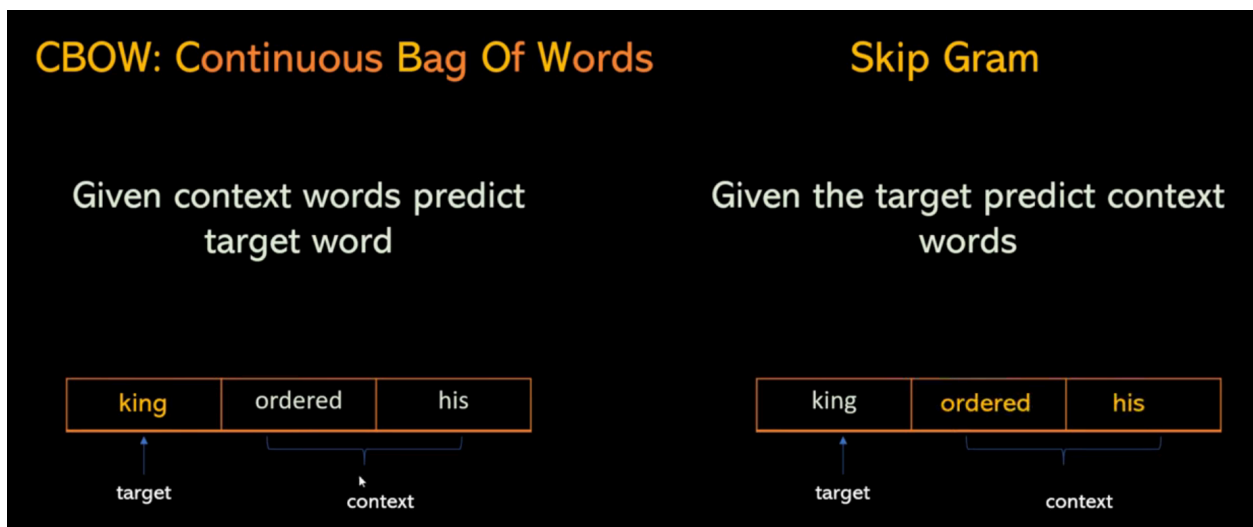 CBOW: Continuous Bag Of Words
Given context words predict
target word
king ordered his
target
context
Skip Gram
Given the target predict context
words
king ordered his
target
context